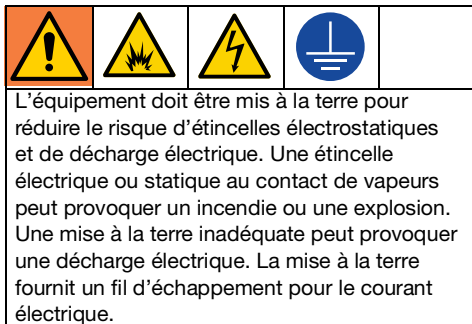 L’équipement doit être mis à la terre pour
réduire le risque d’étincelles électrostatiques
et de décharge électrique. Une étincelle
électrique ou statique au contact de vapeurs
peut provoquer un incendie ou une explosion.
Une mise à la terre inadéquate peut provoquer
une décharge électrique. La mise à la terre
fournit un fil d’échappement pour le courant
électrique.